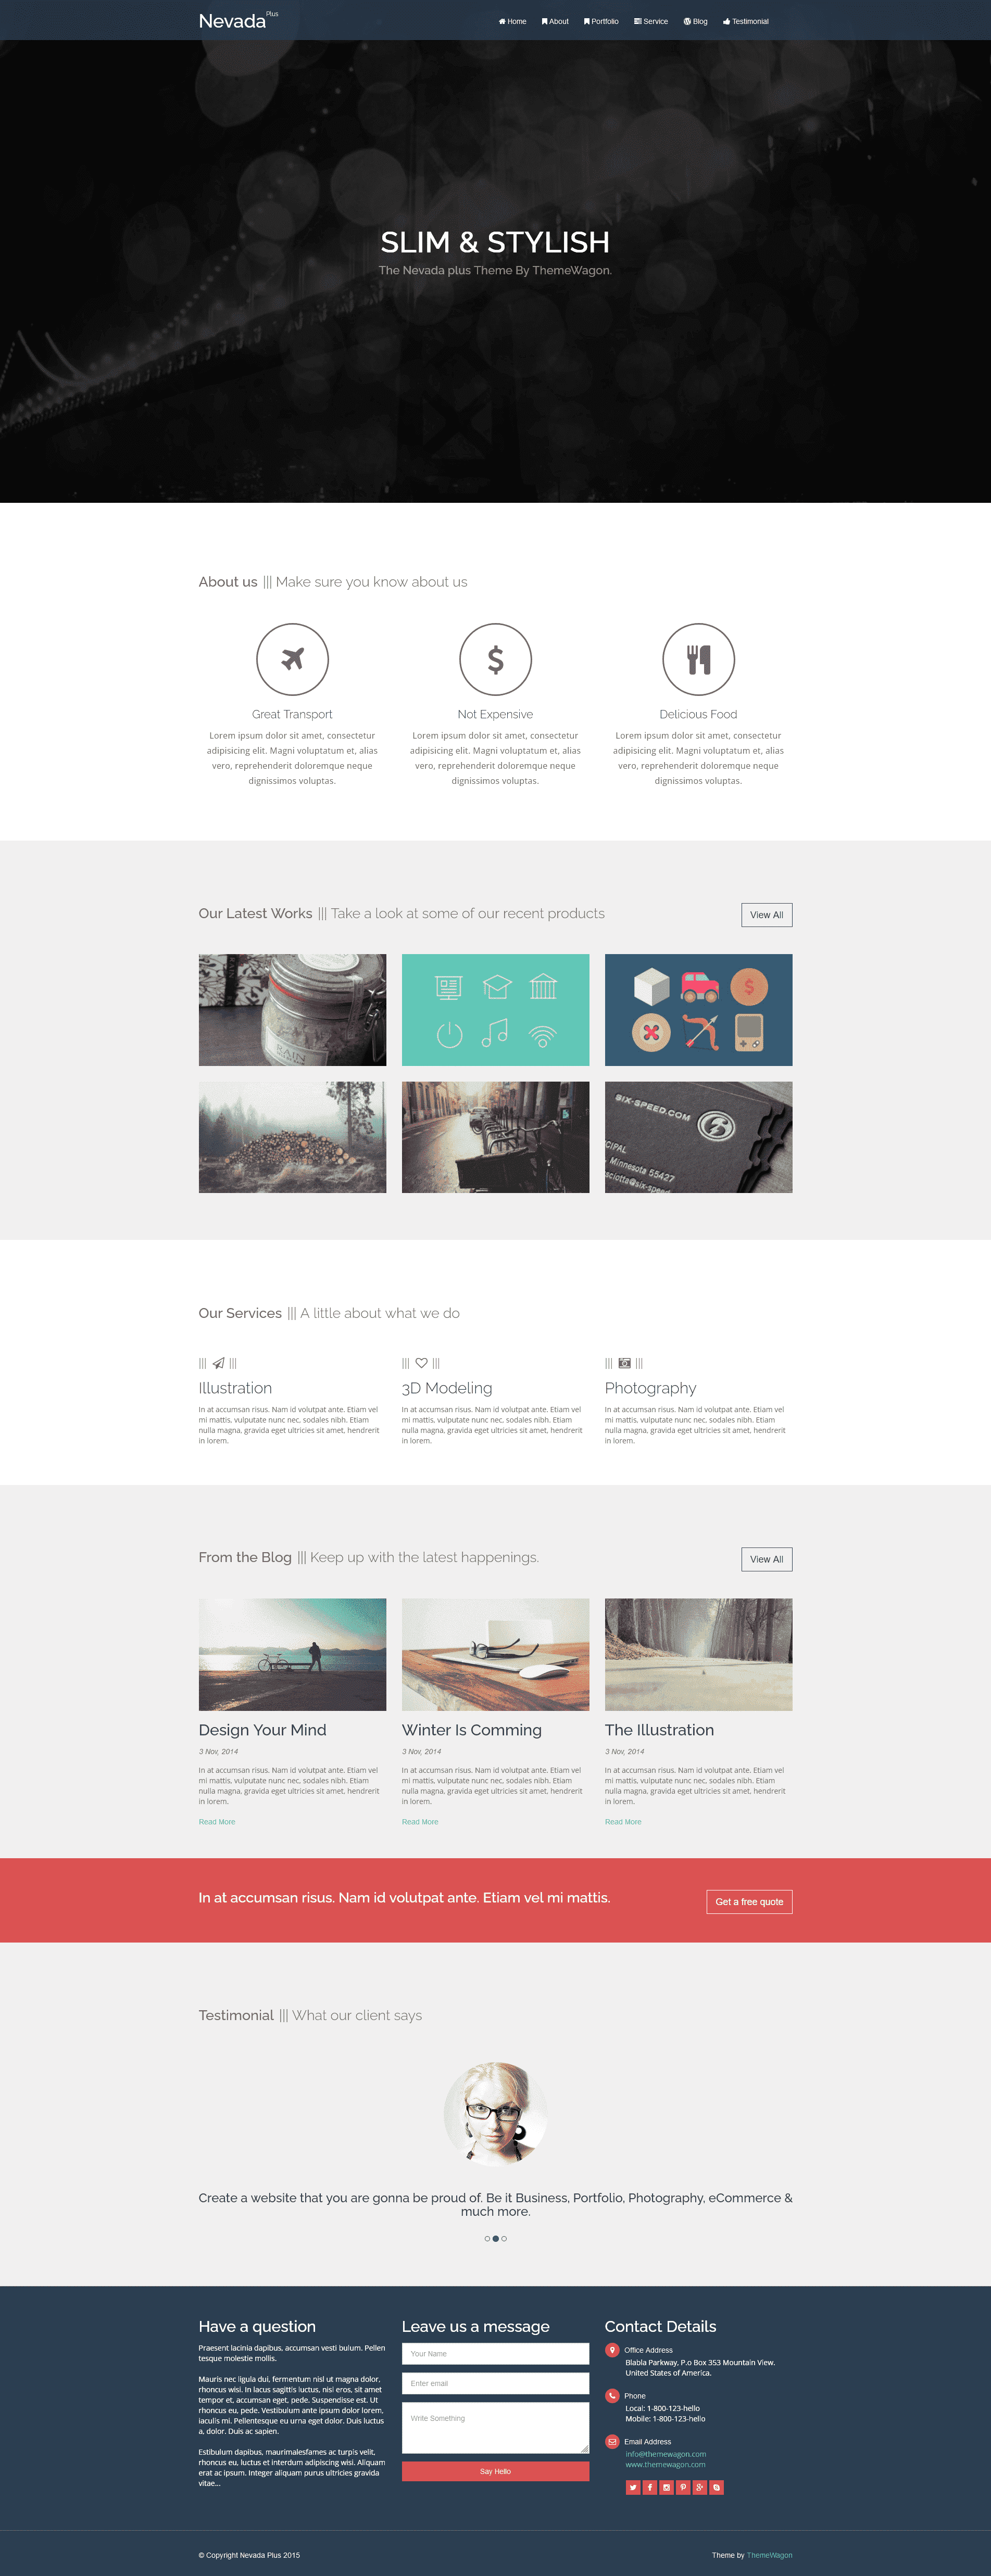 Nevada Plus
Home About Portfolio Service Blog Testimonial
SLIM & STYLISH
The Nevada plus Theme By ThemeWagon.
About us ||| Make sure you know about us
Great Transport
Lorem ipsum dolor sit amet, consectetur
adipisicing elit. Magni voluptatum et, alias
vero, reprehenderit doloremque neque
dignissimos voluptas.
Not Expensive
Lorem ipsum dolor sit amet, consectetur
adipisicing elit. Magni voluptatum et, alias
vero, reprehenderit doloremque neque
dignissimos voluptas.
Delicious Food
Lorem ipsum dolor sit amet, consectetur
adipisicing elit. Magni voluptatum et, alias
vero, reprehenderit doloremque neque
dignissimos voluptas.
Our Latest Works ||| Take a look at some of our recent products
View All
RAIN
SIX-SPEED.COM
CIPAL
Minnesota 55427
sciotta@six-speed
Our Services ||| A little about what we do
||| |||
Illustration
In at accumsan risus. Nam id volutpat ante. Etiam vel
mi mattis, vulputate nunc nec, sodales nibh. Etiam
nulla magna, gravida eget ultricies sit amet, hendrerit
in lorem.
||| |||
3D Modeling
In at accumsan risus. Nam id volutpat ante. Etiam vel
mi mattis, vulputate nunc nec, sodales nibh. Etiam
nulla magna, gravida eget ultricies sit amet, hendrerit
in lorem.
||| |||
Photography
In at accumsan risus. Nam id volutpat ante. Etiam vel
mi mattis, vulputate nunc nec, sodales nibh. Etiam
nulla magna, gravida eget ultricies sit amet, hendrerit
in lorem.
From the Blog ||| Keep up with the latest happenings.
View All
Design Your Mind
3 Nov, 2014
In at accumsan risus. Nam id volutpat ante. Etiam vel
mi mattis, vulputate nunc nec, sodales nibh. Etiam
nulla magna, gravida eget ultricies sit amet, hendrerit
in lorem.
Read More
Winter Is Comming
3 Nov, 2014
In at accumsan risus. Nam id volutpat ante. Etiam vel
mi mattis, vulputate nunc nec, sodales nibh. Etiam
nulla magna, gravida eget ultricies sit amet, hendrerit
in lorem.
Read More
The Illustration
3 Nov, 2014
In at accumsan risus. Nam id volutpat ante. Etiam vel
mi mattis, vulputate nunc nec, sodales nibh. Etiam
nulla magna, gravida eget ultricies sit amet, hendrerit
in lorem.
Read More
In at accumsan risus. Nam id volutpat ante. Etiam vel mi mattis.
Get a free quote
Testimonial ||| What our client says
Create a website that you are gonna be proud of. Be it Business, Portfolio, Photography, eCommerce &
much more.
Have a question
Praesent lacinia dapibus, accumsan vesti bulum. Pellen
tesque molestie mollis.
Mauris nec ligula dui, fermentum nisl ut magna dolor,
rhoncus wisi. In lacus sagittis luctus, nisl eros, sit amet
tempor et, accumsan eget, pede. Suspendisse est. Ut
rhoncus eu, pede. Vestibulum ante ipsum dolor lorem,
iaculis mi. Pellentesque eu urna eget dolor. Duis luctus
a, dolor. Duis ac sapien.
Estibulum dapibus, maurimalesfames ac turpis velit,
rhoncus eu, luctus et interdum adipiscing wisi. Aliquam
erat ac ipsum. Integer aliquam purus ultricies gravida
vitae...
Leave us a message
Your Name
Enter email
Write Something
Say Hello
Contact Details
Office Address
Blabla Parkway, P.o Box 353 Mountain View.
United States of America.
Phone
Local: 1-800-123-hello
Mobile: 1-800-123-hello
Email Address
info@themewagon.com
www.themewagon.com
© Copyright Nevada Plus 2015
Theme by ThemeWagon